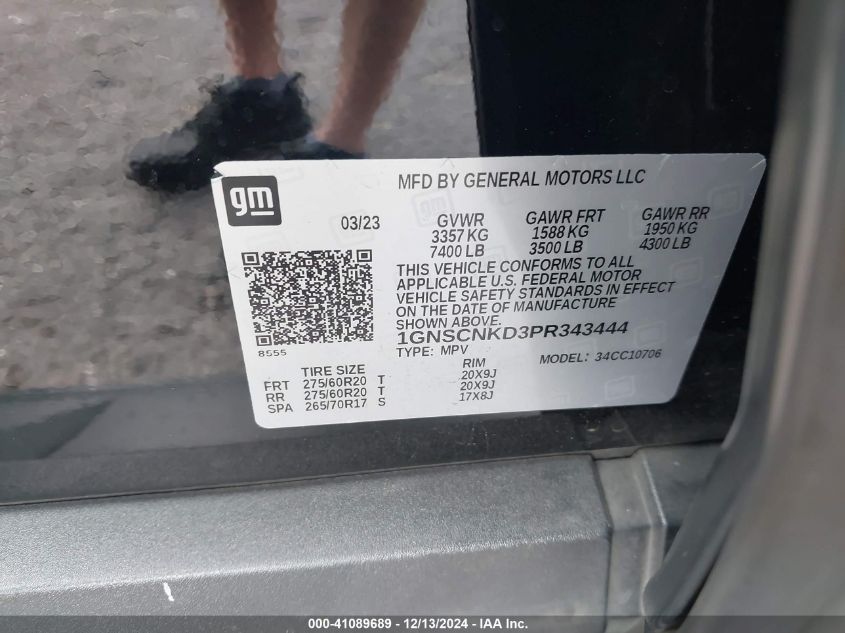 gm
MFD BY GENERAL MOTORS LLC
03/23
GVWR GAWR FRT GAWR RR
3357 KG 1588 KG 1950 KG
7400 LB 3500 LB 4300 LB
THIS VEHICLE CONFORMS TO ALL
APPLICABLE U.S. FEDERAL MOTOR
VEHICLE SAFETY STANDARDS IN EFFECT
ON THE DATE OF MANUFACTURE
SHOWN ABOVE.
1GNSCNKD3PR343444
8555
TYPE: MPV MODEL: 34CC10706
TIRE SIZE RIM
FRT 275/60R20 T 20X9J
RR 275/60R20 T 20X9J
SPA 265/70R17 S 17X8J
000-41089689 - 12/13/2024 - IAA Inc.